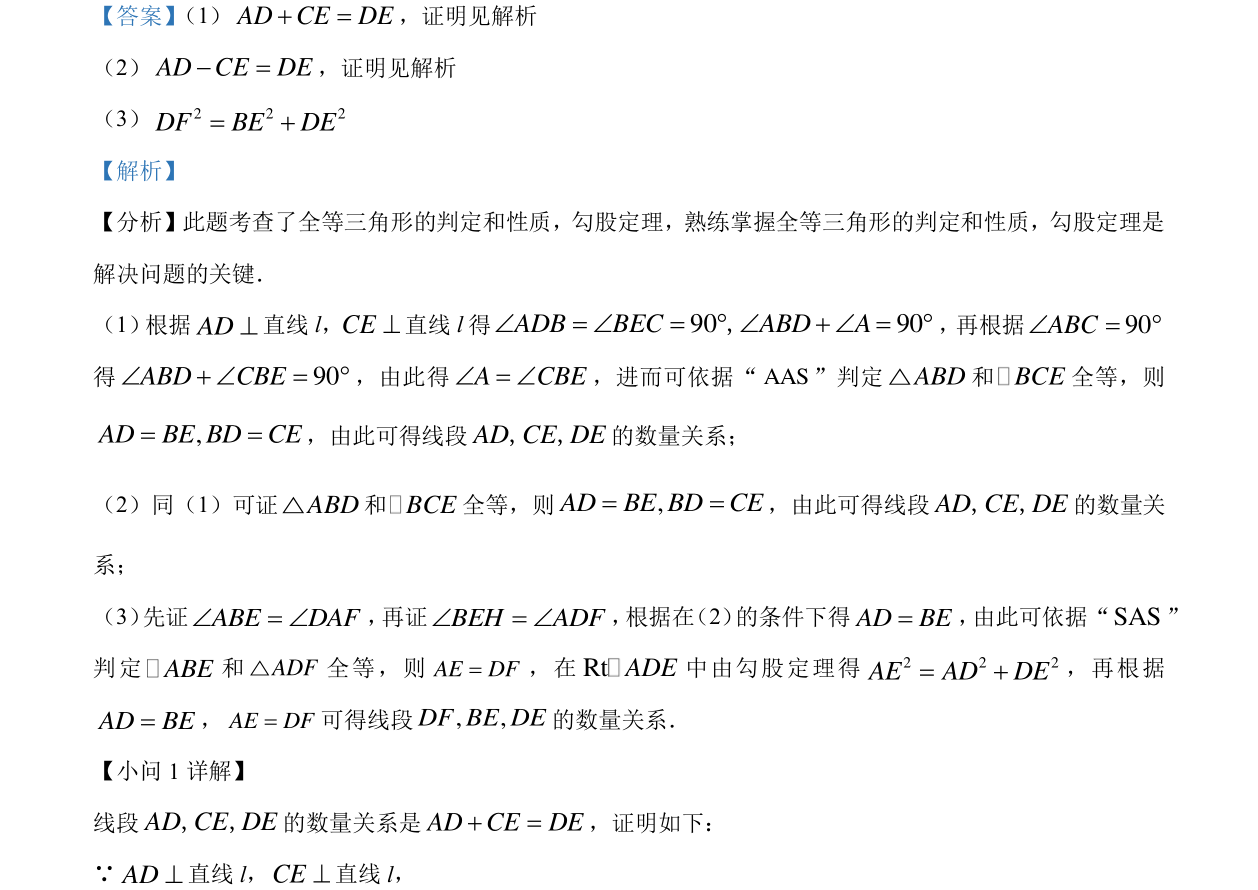 【答案】（1） AD + CE = DE ，证明见解析
（2） AD − CE = DE ，证明见解析
（3） DF² = BE² + DE²
【解析】
【分析】此题考查了全等三角形的判定和性质，勾股定理，熟练掌握全等三角形的判定和性质，勾股定理是
解决问题的关键．
（1）根据 AD ⊥直线 l，CE ⊥直线 l 得∠ADB = ∠BEC = 90°, ∠ABD + ∠A = 90° ，再根据∠ABC = 90°
得 ∠ABD + ∠CBE = 90° ，由此得 ∠A = ∠CBE ，进而可依据“ AAS ”判定 △ABD 和□BCE 全等，则
AD = BE, BD = CE ，由此可得线段 AD, CE, DE 的数量关系；
（2）同（1）可证 △ABD 和□BCE 全等，则 AD = BE, BD = CE ，由此可得线段 AD, CE, DE 的数量关
系；
（3）先证∠ABE = ∠DAF ，再证∠BEH = ∠ADF ，根据在（2）的条件下得 AD = BE ，由此可依据“ SAS ”
判定□ABE 和 △ADF 全等，则 AE = DF ，在 Rt□ADE 中由勾股定理得 AE² = AD² + DE² ，再根据
AD = BE ， AE = DF 可得线段 DF , BE, DE 的数量关系．
【小问 1 详解】
线段 AD, CE, DE 的数量关系是 AD + CE = DE ，证明如下：
∵ AD ⊥直线 l， CE ⊥直线 l，